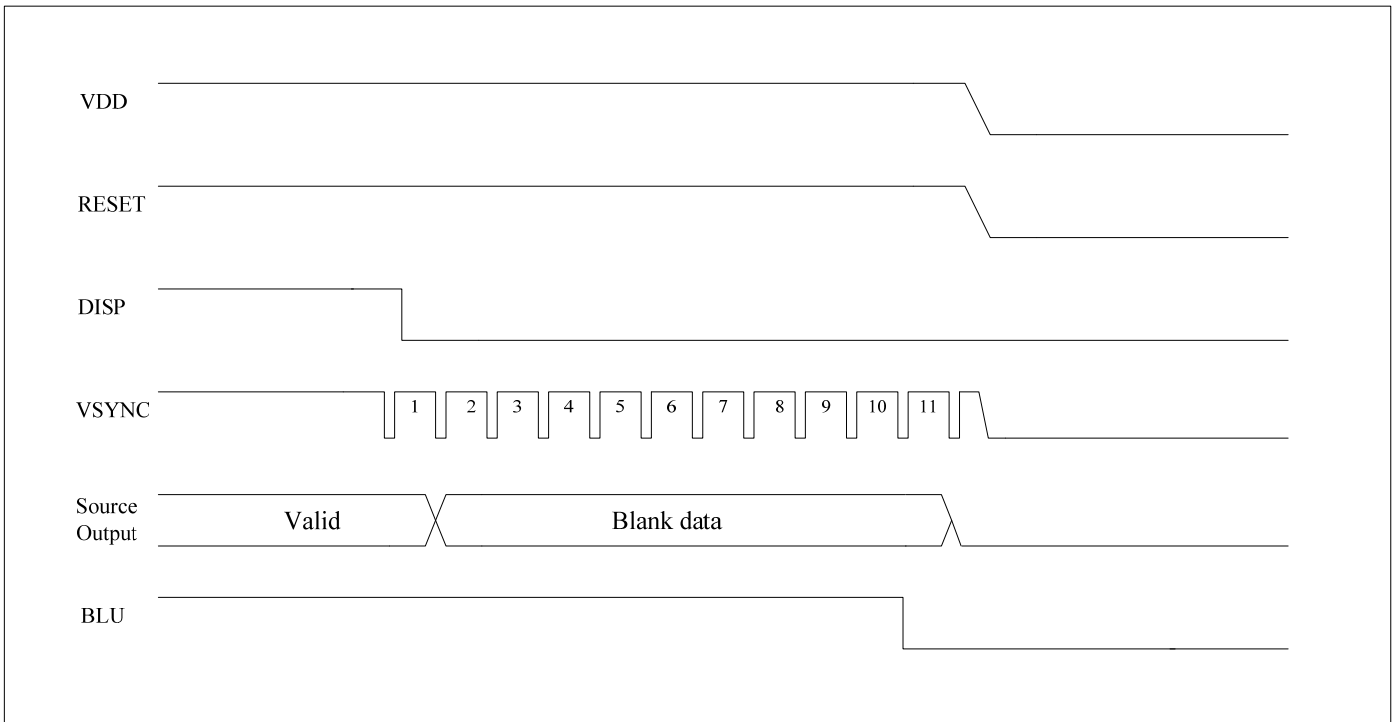 VDD
RESET
DISP
VSYNC
1 2 3 4 5 6 7 8 9 10 11
Source
Output
Valid
Blank data
BLU